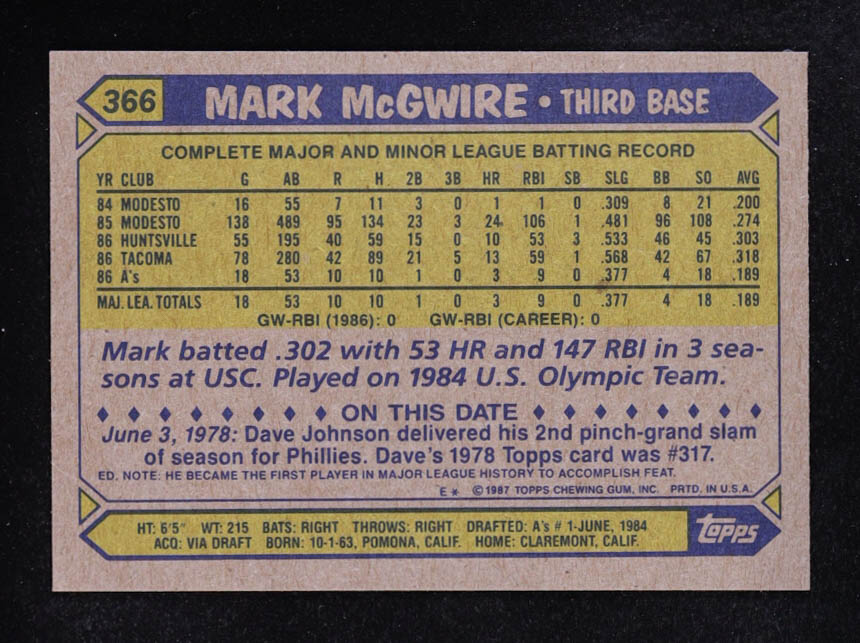 366 MARK McGWIRE • THIRD BASE
COMPLETE MAJOR AND MINOR LEAGUE BATTING RECORD
YR CLUB G AB R H 2B 3B HR RBI SB SLG BB SO AVG
84 MODESTO 16 55 7 11 3 0 1 1 0 .309 8 21 .200
85 MODESTO 138 489 95 134 23 3 24 106 1 .481 96 108 .274
86 HUNTSVILLE 55 195 40 59 15 0 10 53 3 .533 46 45 .303
86 TACOMA 78 280 42 89 21 5 13 59 1 .568 42 67 .318
86 A's 18 53 10 10 1 0 3 9 0 .377 4 18 .189
MAJ. LEA. TOTALS 18 53 10 10 1 0 3 9 0 .377 4 18 .189
GW-RBI (1986): 0 GW-RBI (CAREER): 0
Mark batted .302 with 53 HR and 147 RBI in 3 sea-
sons at USC. Played on 1984 U.S. Olympic Team.
♦ ♦ ♦ ♦ ♦ ♦ ♦ ♦ ON THIS DATE ♦ ♦ ♦ ♦ ♦ ♦ ♦ ♦ ♦
June 3, 1978: Dave Johnson delivered his 2nd pinch-grand slam
of season for Phillies. Dave's 1978 Topps card was #317.
ED. NOTE: HE BECAME THE FIRST PLAYER IN MAJOR LEAGUE HISTORY TO ACCOMPLISH FEAT.
E* © 1987 TOPPS CHEWING GUM, INC. PRTD. IN U.S.A.
HT: 6'5" WT: 215 BATS: RIGHT THROWS: RIGHT DRAFTED: A's # 1-JUNE, 1984
ACQ: VIA DRAFT BORN: 10-1-63, POMONA, CALIF. HOME: CLAREMONT, CALIF.
topps